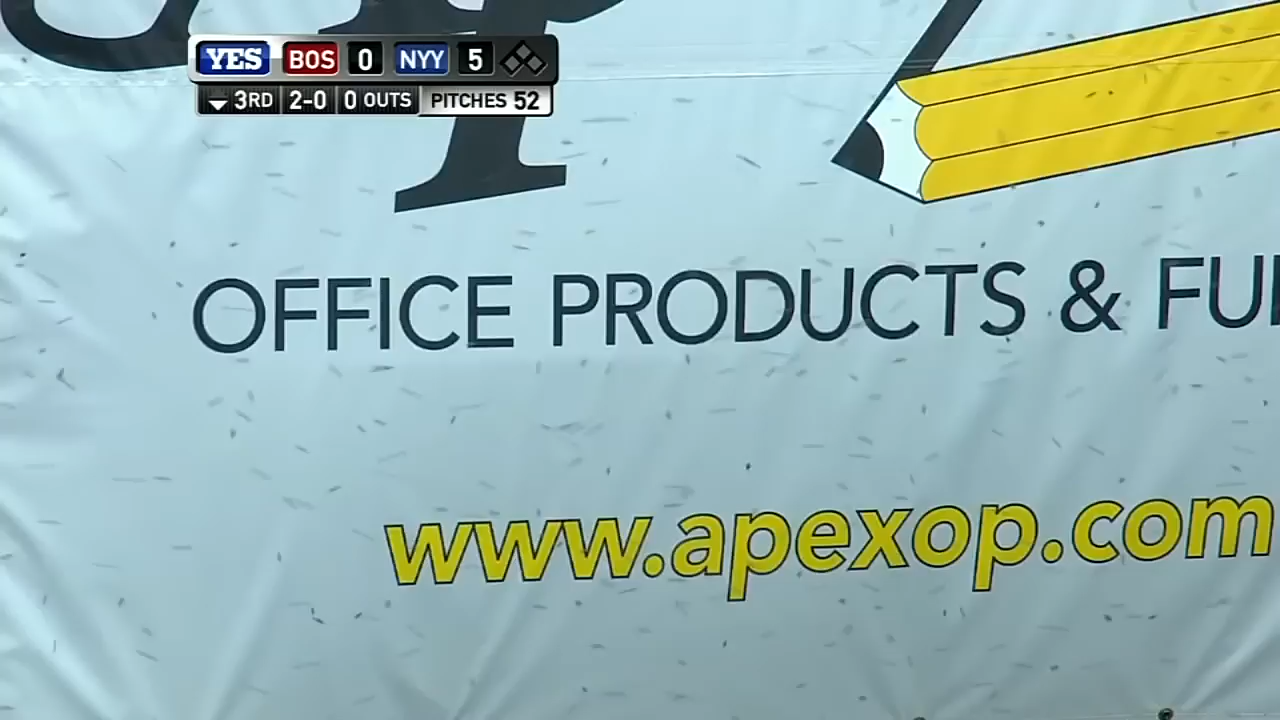 YES BOS 0 NYY 5
3RD 2-0 0 OUTS PITCHES 52
OFFICE PRODUCTS &
www.apexop.com